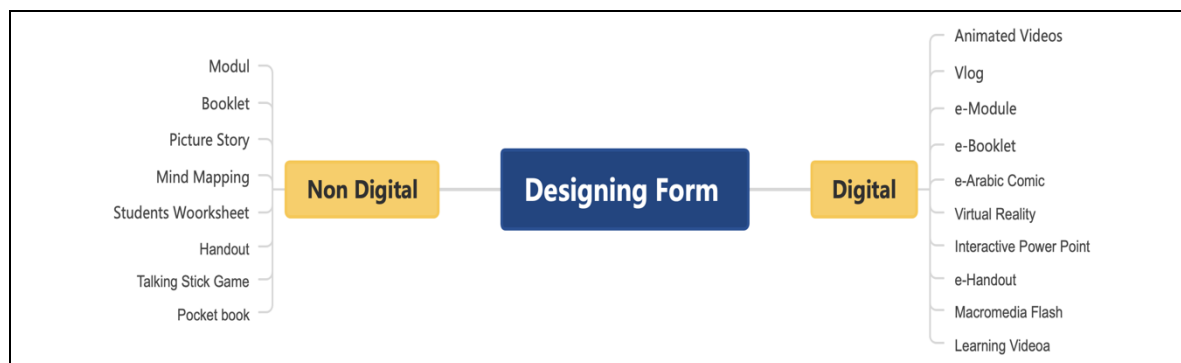 Modul
Booklet
Picture Story
Mind Mapping
Students Woorksheet
Handout
Talking Stick Game
Pocket book
Non Digital
Designing Form
Digital
Animated Videos
Vlog
e-Module
e-Booklet
e-Arabic Comic
Virtual Reality
Interactive Power Point
e-Handout
Macromedia Flash
Learning Videoa